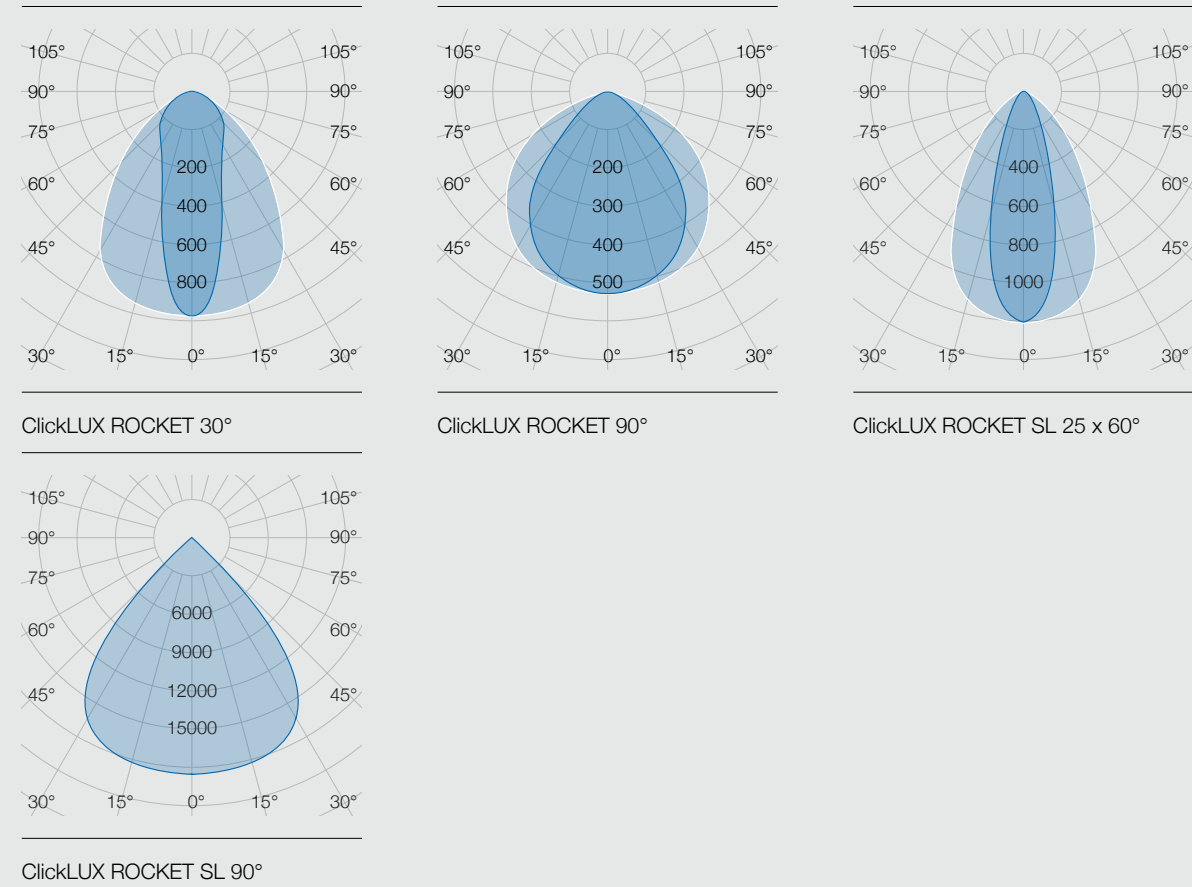 105° 105°
90° 90°
75° 75°
200
60° 60°
400
45° 600 45°
800
30° 15° 0° 15° 30°
ClickLUX ROCKET 30°
105° 105°
90° 90°
75° 75°
200
60° 60°
300
45° 400 45°
500
30° 15° 0° 15° 30°
ClickLUX ROCKET 90°
105° 105°
90° 90°
75° 75°
400
60° 60°
600
45° 800 45°
1000
30° 15° 0° 15° 30°
ClickLUX ROCKET SL 25 x 60°
105° 105°
90° 90°
75° 75°
6000
60° 60°
9000
45° 12000 45°
15000
30° 15° 0° 15° 30°
ClickLUX ROCKET SL 90°